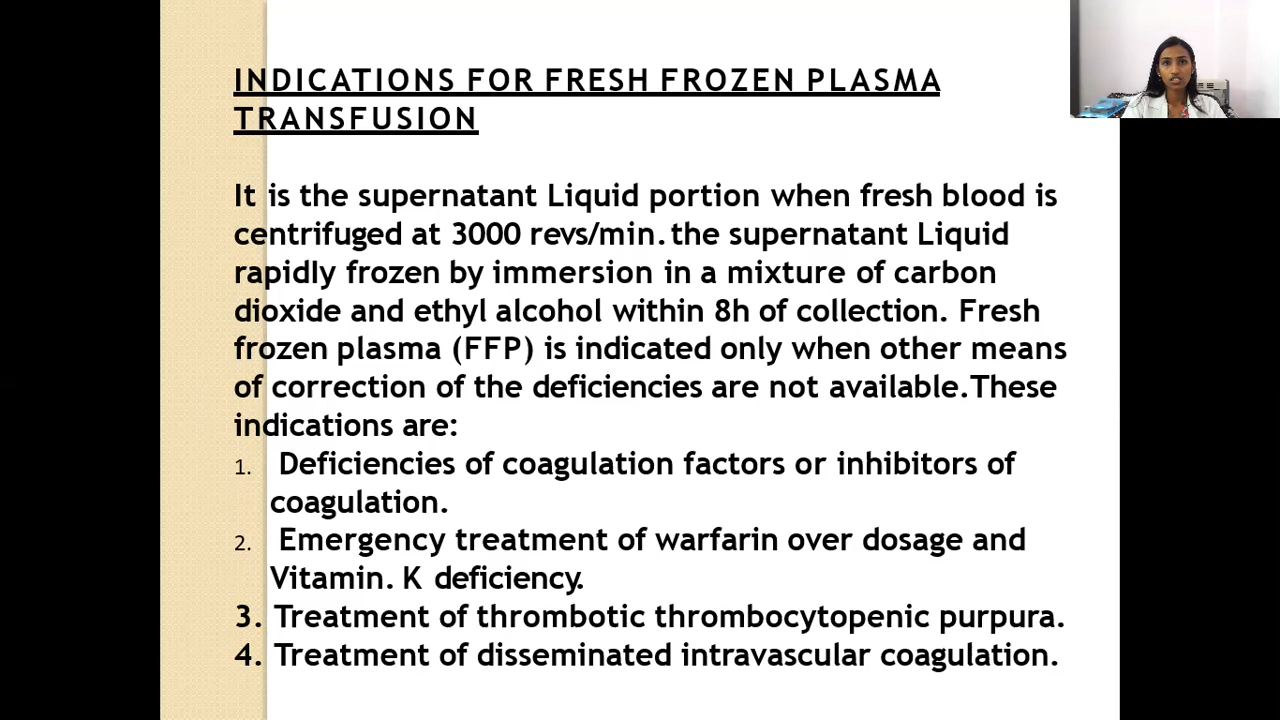 INDICATIONS FOR FRESH FROZEN PLASMA
TRANSFUSION
It is the supernatant Liquid portion when fresh blood is
centrifuged at 3000 revs/min.the supernatant Liquid
rapidly frozen by immersion in a mixture of carbon
dioxide and ethyl alcohol within 8h of collection. Fresh
frozen plasma (FFP) is indicated only when other means
of correction of the deficiencies are not available.These
indications are:
1. Deficiencies of coagulation factors or inhibitors of
coagulation.
2. Emergency treatment of warfarin over dosage and
Vitamin. K deficiency.
3. Treatment of thrombotic thrombocytopenic purpura.
4. Treatment of disseminated intravascular coagulation.